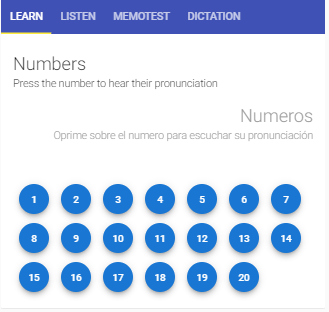 LEARN LISTEN MEMOTEST DICTATION
Numbers
Press the number to hear their pronunciation
Numeros
Oprime sobre el numero para escuchar su pronunciación
1 2 3 4 5 6 7
8 9 10 11 12 13 14
15 16 17 18 19 20